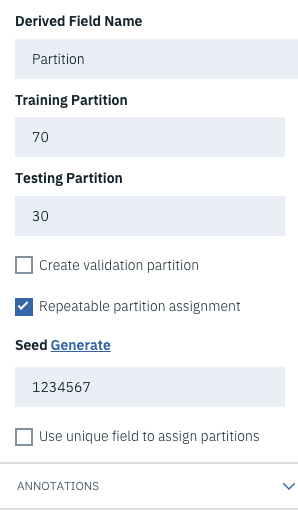 Derived Field Name
Partition
Training Partition
70
Testing Partition
30
Create validation partition
Repeatable partition assignment
Seed Generate
1234567
Use unique field to assign partitions
ANNOTATIONS